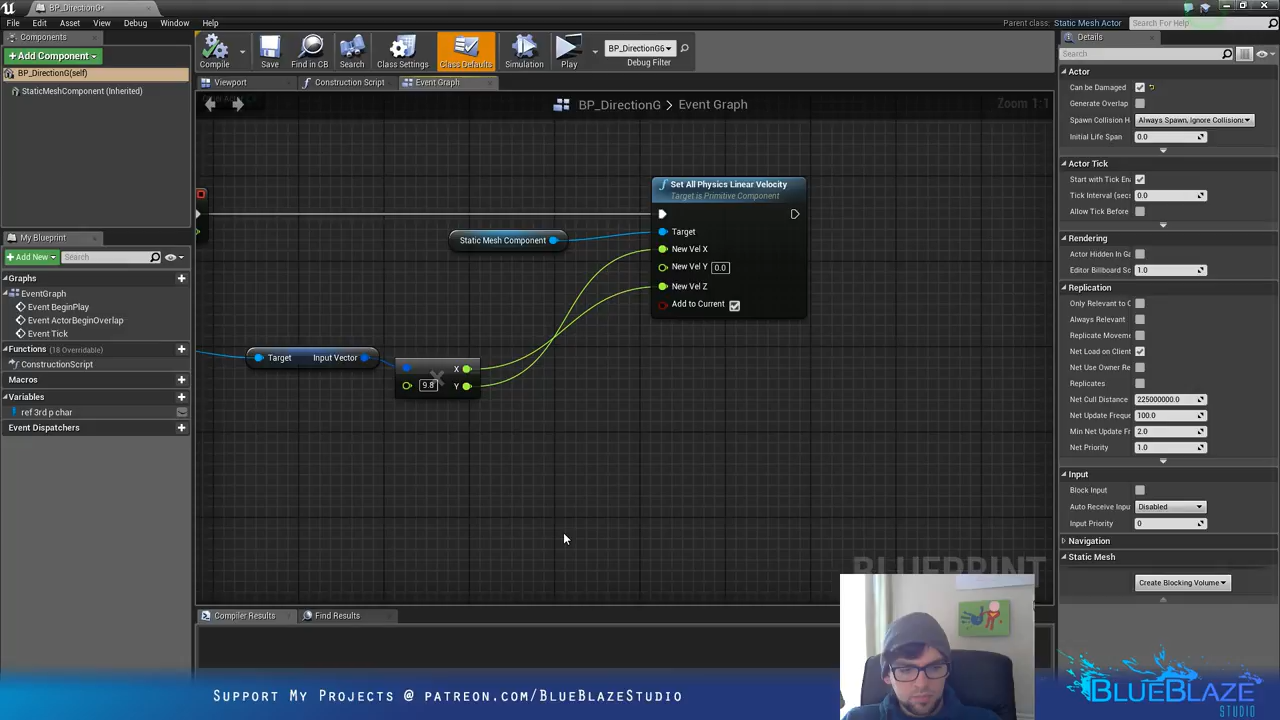 BP_DirectionG*
File Edit Asset View Debug Window Help
Parent class: Static Mesh Actor
Search For Help
Components
Add Component
BP_DirectionG(self)
StaticMeshComponent (Inherited)
Compile
Save
Find in CB
Search
Class Settings
Class Defaults
Simulation
Play
BP_DirectionG6
Debug Filter
Viewport
Construction Script
Event Graph
BP_DirectionG > Event Graph
Zoom 1:1
My Blueprint
Add New
Search
Graphs
EventGraph
Event BeginPlay
Event ActorBeginOverlap
Event Tick
Functions (18 Overridable)
ConstructionScript
Macros
Variables
ref 3rd p char
Event Dispatchers
Set All Physics Linear Velocity
Target is Primitive Component
Static Mesh Component
Target
New Vel X
New Vel Y 0.0
New Vel Z
Add to Current
Target Input Vector
X
9.8 Y
BLUEPRINT
Compiler Results
Find Results
Details
Search
Actor
Can be Damaged
Generate Overlap
Spawn Collision H Always Spawn, Ignore Collisions
Initial Life Span 0.0
Actor Tick
Start with Tick En
Tick Interval (secs 0.0
Allow Tick Before
Rendering
Actor Hidden In Ga
Editor Billboard Sc 1.0
Replication
Only Relevant to O
Always Relevant
Replicate Moveme
Net Load on Client
Net Use Owner Re
Replicates
Net Cull Distance 225000000.0
Net Update Freque 100.0
Min Net Update Fr 2.0
Net Priority 1.0
Input
Block Input
Auto Receive Inpu Disabled
Input Priority 0
Navigation
Static Mesh
Create Blocking Volume
Support My Projects @ patreon.com/BlueBlazeStudio
BlueBlaze
Studio